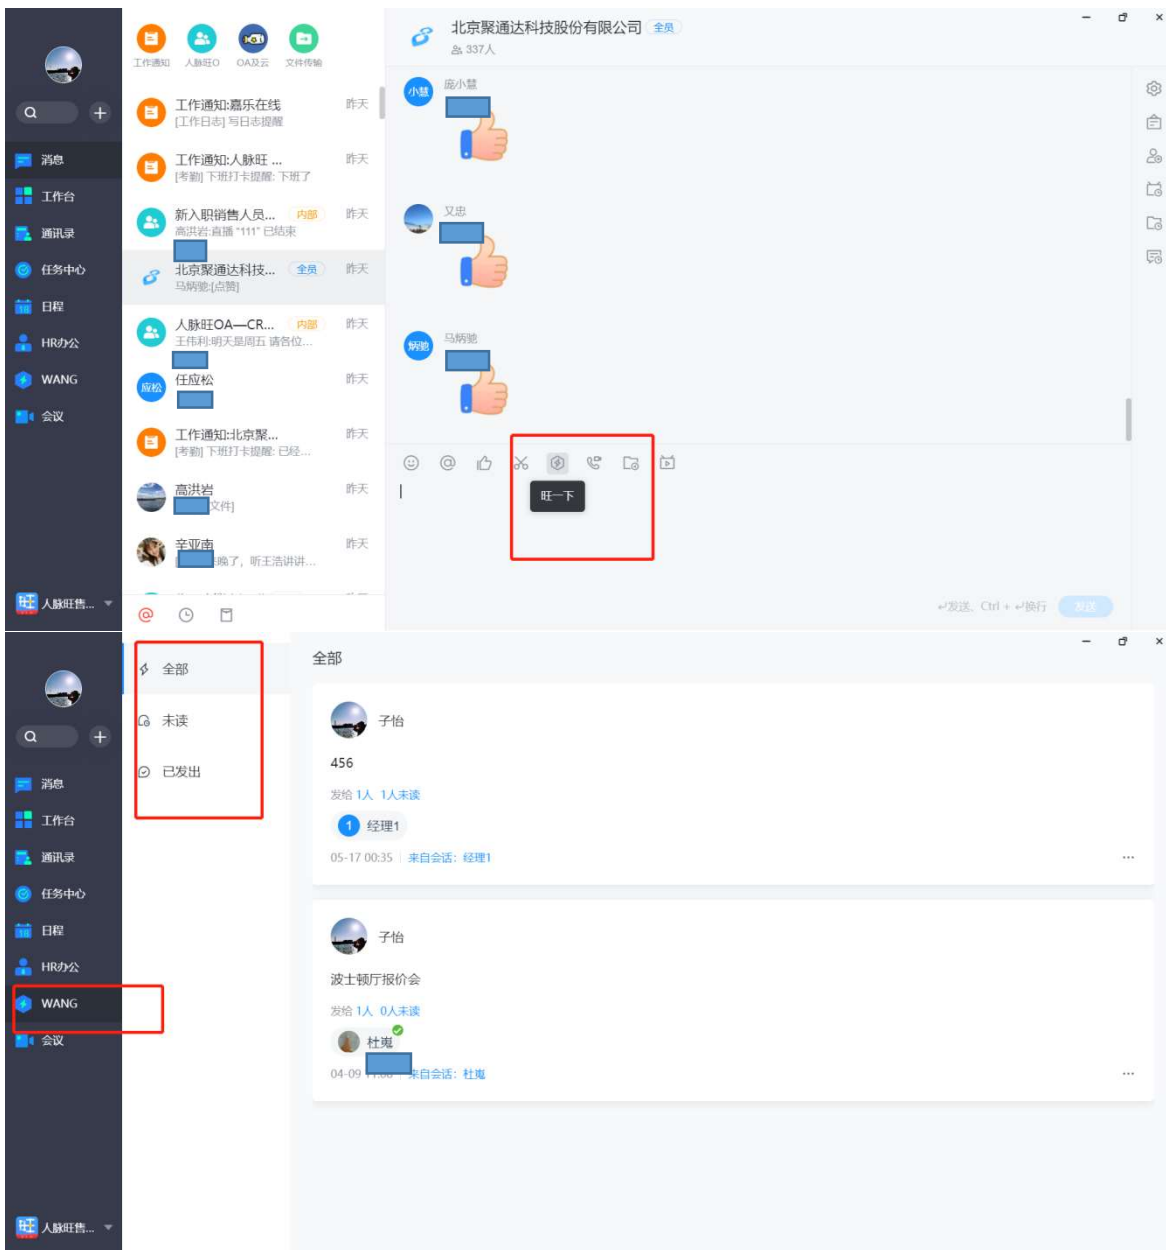 工作通知
人脉旺O
OA及云
文件传输
工作通知:嘉乐在线
昨天
[工作日志] 写日志提醒
消息
工作通知:人脉旺 ...
昨天
[考勤] 下班打卡提醒: 下班了
工作台
新入职销售人员...
内部
昨天
高洪岩:直播 "111" 已结束
通讯录
北京聚通达科技...
全员
昨天
马炳驰:[点赞]
任务中心
日程
人脉旺OA—CR...
内部
昨天
王伟利:明天是周五 请各位...
HR办公
应松
任应松
昨天
WANG
会议
工作通知:北京聚...
昨天
[考勤] 下班打卡提醒: 已经...
高洪岩
昨天
文件]
辛亚南
昨天
晚了，听王浩讲讲...
人脉旺售...
北京聚通达科技股份有限公司
全员
337人
小慧
庞小慧
又忠
炳驰
马炳驰
旺一下
发送, Ctrl + 换行
发送
全部
未读
已发出
消息
工作台
通讯录
任务中心
日程
HR办公
WANG
会议
人脉旺售...
全部
子怡
456
发给 1人 1人未读
1
经理1
05-17 00:35
来自会话: 经理1
...
子怡
波士顿厅报价会
发给 1人 0人未读
杜嵬
04-09
来自会话: 杜嵬
...